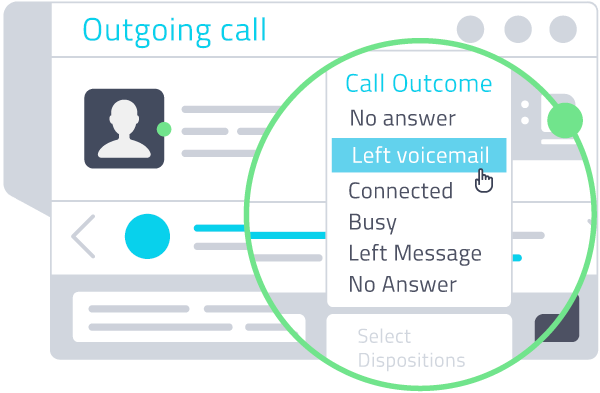 Outgoing call
Call Outcome
No answer
Left voicemail
Connected
Busy
Left Message
No Answer
Select
Dispositions